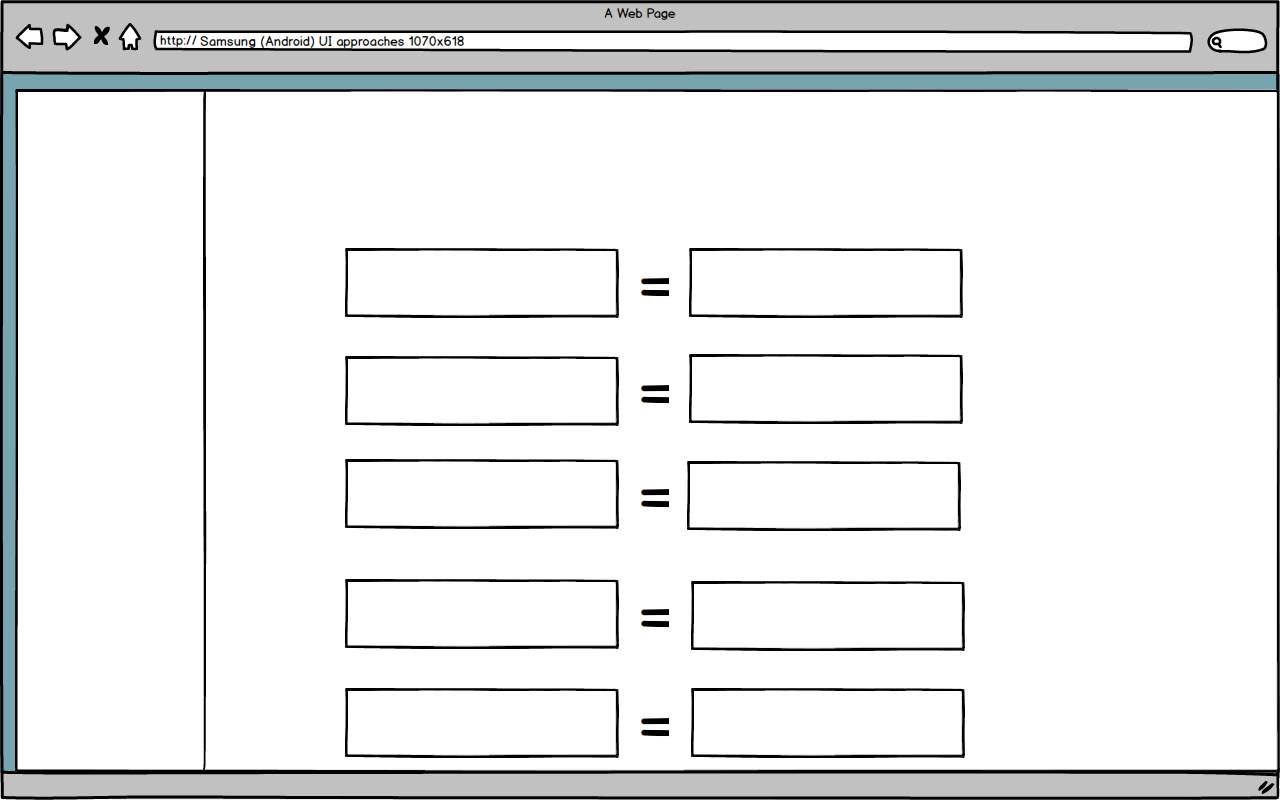 A Web Page
http:// Samsung (Android) UI approaches 1070x618
=
=
=
=
=